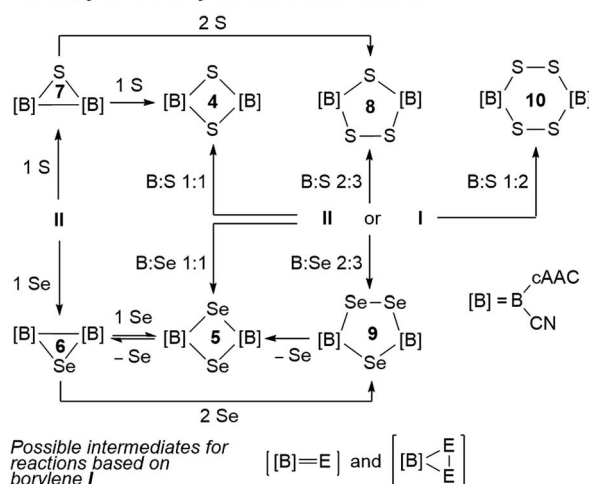 2 S
S
7
[B] [B]
1 S
S
[B] 4 [B]
S
S
[B] 8 [B]
S–S
S–S
[B] 10 [B]
S–S
1 S
B:S 1:1
B:S 2:3
B:S 1:2
II
II or I
1 Se
B:Se 1:1
B:Se 2:3
[B] = B
cAAC
CN
[B] [B]
6
Se
1 Se
– Se
Se
[B] 5 [B]
Se
– Se
Se–Se
[B] 9 [B]
Se
2 Se
Possible intermediates for
reactions based on
borylene I
[B]=E and [B] E
E